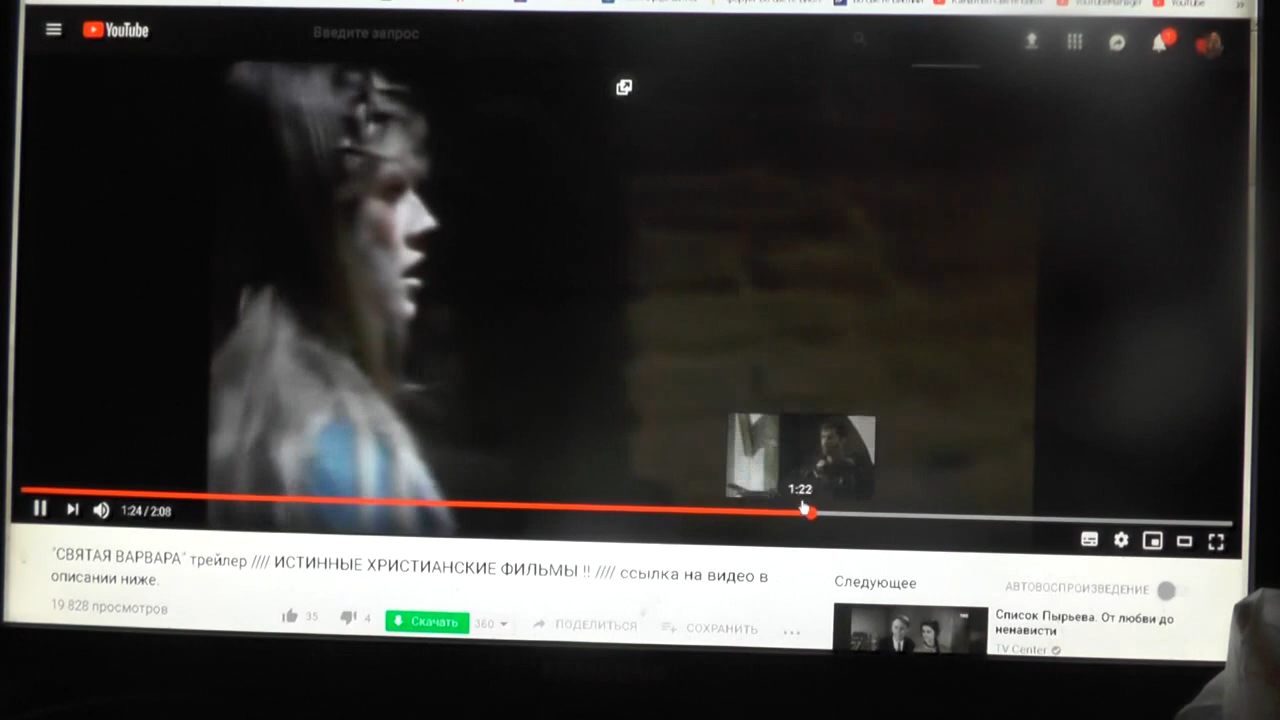 YouTube
Введите запрос
1
1:22
1:24 / 2:08
"СВЯТАЯ ВАРВАРА" трейлер //// ИСТИННЫЕ ХРИСТИАНСКИЕ ФИЛЬМЫ !! //// ссылка на видео в
описании ниже.
19 828 просмотров
35
4
Скачать
360
ПОДЕЛИТЬСЯ
СОХРАНИТЬ
Следующее
АВТОВОСПРОИЗВЕДЕНИЕ
Список Пырьева. От любви до
ненависти
TV Center